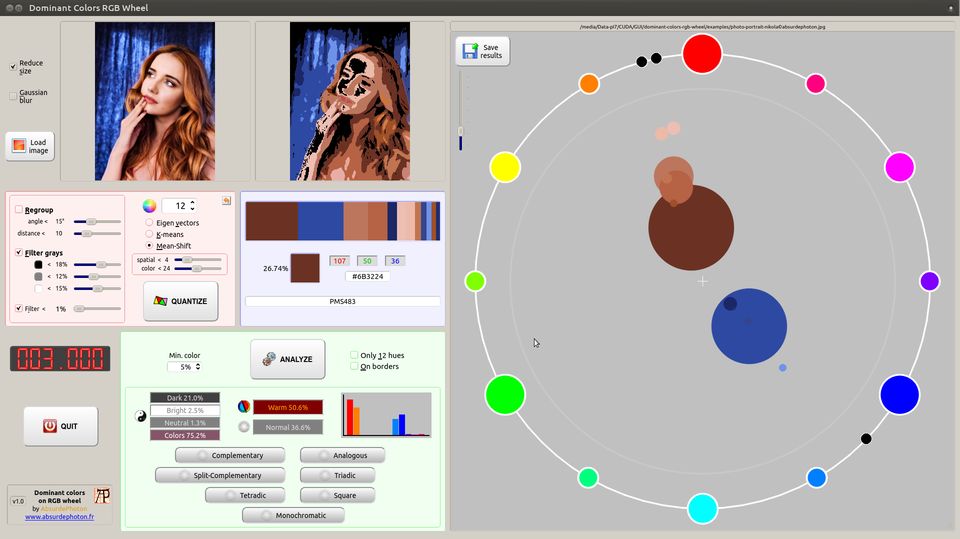 Dominant Colors RGB Wheel
/media/Data-pl7/CUDA/GUI/dominant-colors-rgb-wheel/examples/photo-portrait-nikola0absurdephoton.jpg
Reduce
size
Gaussian
blur
Load
image
Save
results
Regroup
angle < 15°
distance < 10
Filter grays
< 18%
< 12%
< 15%
Filter < 1%
12
Eigen vectors
K-means
Mean-Shift
spatial < 4
color < 24
QUANTIZE
26.74%
107 50 36
#6B3224
PMS483
003.000
Min. color
5%
ANALYZE
Only 12 hues
On borders
Dark 21.0%
Bright 2.5%
Neutral 1.3%
Colors 75.2%
Warm 50.6%
Normal 36.6%
QUIT
Complementary
Analogous
Split-Complementary
Triadic
Tetradic
Square
Monochromatic
v1.0
Dominant colors
on RGB wheel
by AbsurdePhoton
www.absurdephoton.fr